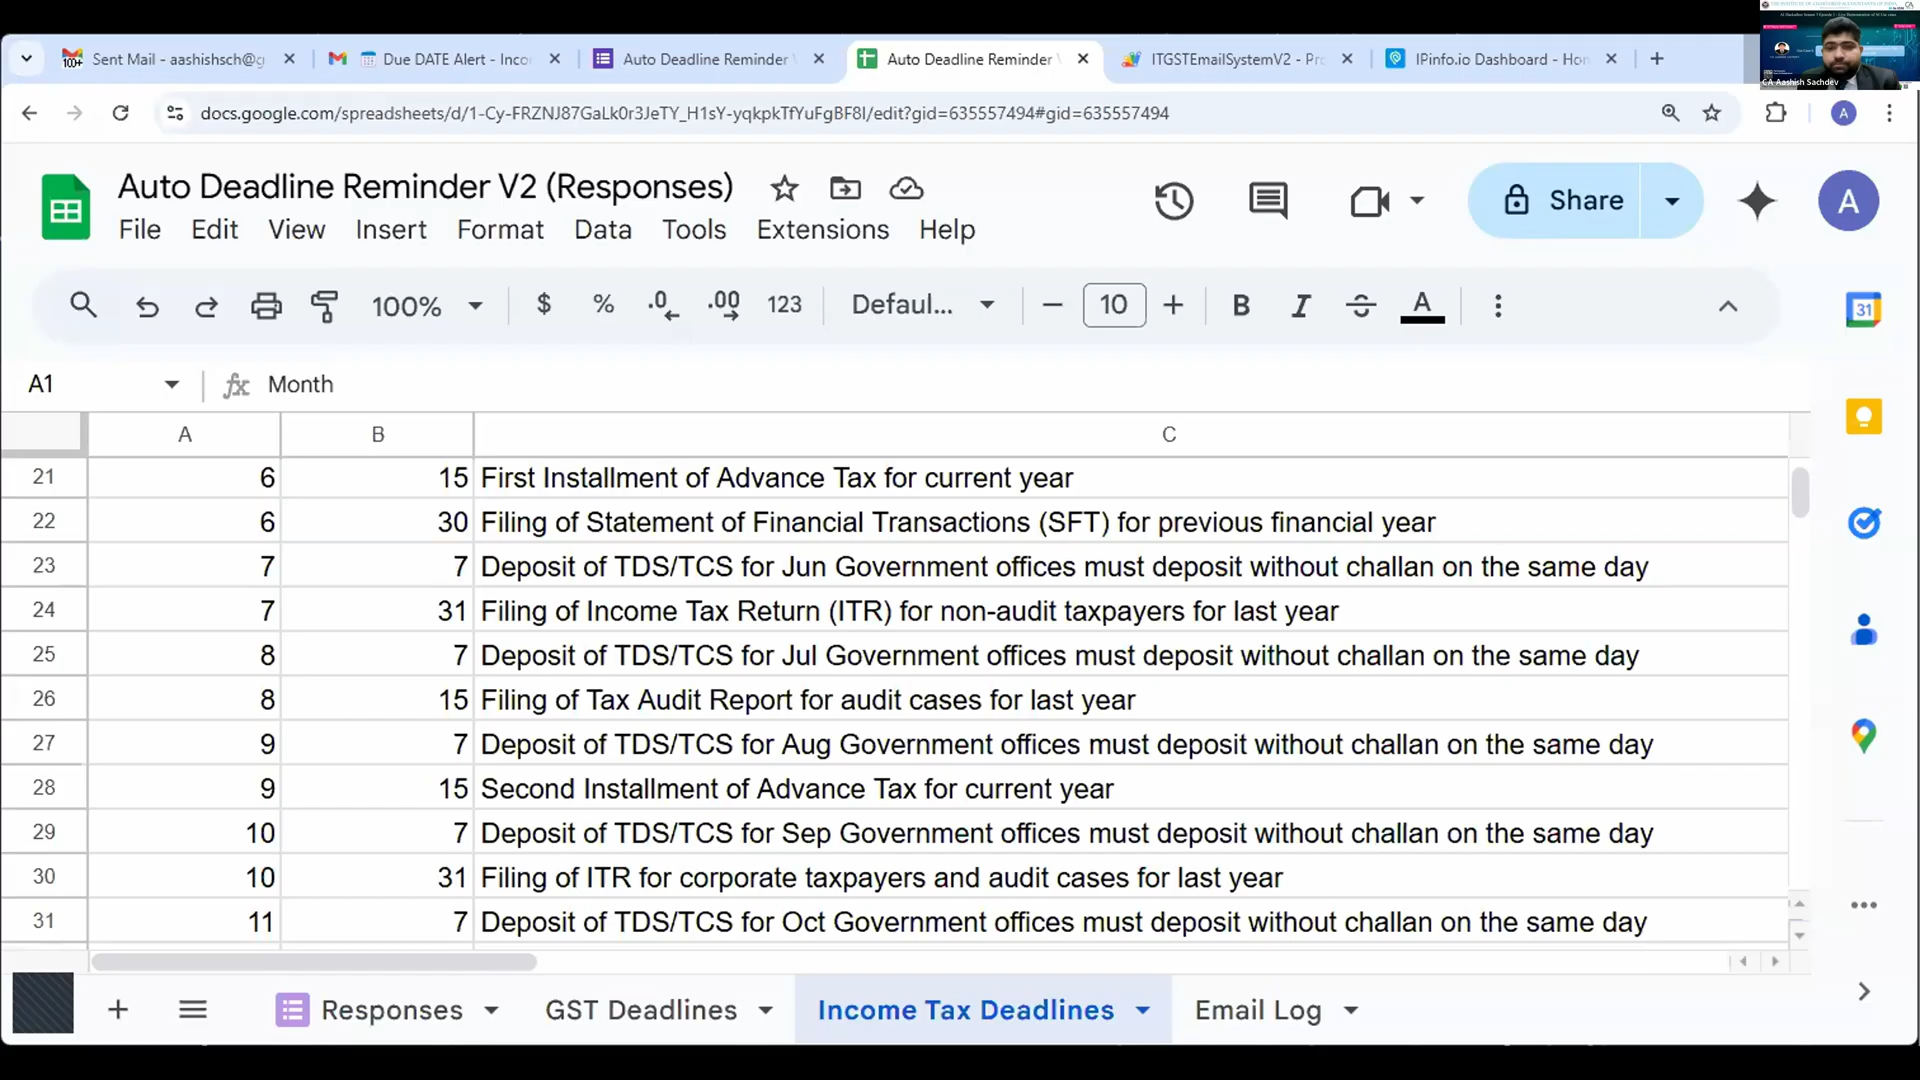 Sent Mail - aashishsch@g
Due DATE Alert - Inco
Auto Deadline Reminder V
Auto Deadline Reminder V
ITGSTEmailSystemV2 - Pro
IPinfo.io Dashboard - Hom
CA Aashish Sachdev
docs.google.com/spreadsheets/d/1-Cy-FRZNJ87GaLk0r3JeTY_H1sY-yqkpkTfYuFgBF8I/edit?gid=635557494#gid=635557494
A
Auto Deadline Reminder V2 (Responses)
Share
A
File Edit View Insert Format Data Tools Extensions Help
100% $ % .0 .00 123 Defaul... 10 B I S A
31
A1 fx Month
A B C
21 6 15 First Installment of Advance Tax for current year
22 6 30 Filing of Statement of Financial Transactions (SFT) for previous financial year
23 7 7 Deposit of TDS/TCS for Jun Government offices must deposit without challan on the same day
24 7 31 Filing of Income Tax Return (ITR) for non-audit taxpayers for last year
25 8 7 Deposit of TDS/TCS for Jul Government offices must deposit without challan on the same day
26 8 15 Filing of Tax Audit Report for audit cases for last year
27 9 7 Deposit of TDS/TCS for Aug Government offices must deposit without challan on the same day
28 9 15 Second Installment of Advance Tax for current year
29 10 7 Deposit of TDS/TCS for Sep Government offices must deposit without challan on the same day
30 10 31 Filing of ITR for corporate taxpayers and audit cases for last year
31 11 7 Deposit of TDS/TCS for Oct Government offices must deposit without challan on the same day
Responses GST Deadlines Income Tax Deadlines Email Log